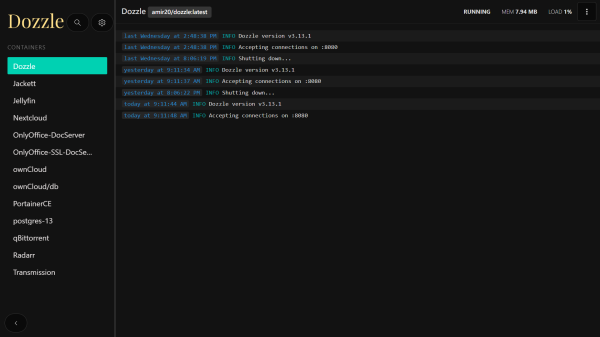 Dozzle
CONTAINERS
Dozzle
Jackett
Jellyfin
Nextcloud
OnlyOffice-DocServer
OnlyOffice-SSL-DocSe...
ownCloud
ownCloud/db
PortainerCE
postgres-13
qBittorrent
Radarr
Transmission
Dozzle amir20/dozzle:latest RUNNING MEM 7.94 MB LOAD 1%
last Wednesday at 2:48:38 PM INFO Dozzle version v3.13.1
last Wednesday at 2:48:38 PM INFO Accepting connections on :8080
last Wednesday at 8:06:19 PM INFO Shutting down...
yesterday at 9:11:34 AM INFO Dozzle version v3.13.1
yesterday at 9:11:37 AM INFO Accepting connections on :8080
yesterday at 8:06:22 PM INFO Shutting down...
today at 9:11:44 AM INFO Dozzle version v3.13.1
today at 9:11:48 AM INFO Accepting connections on :8080